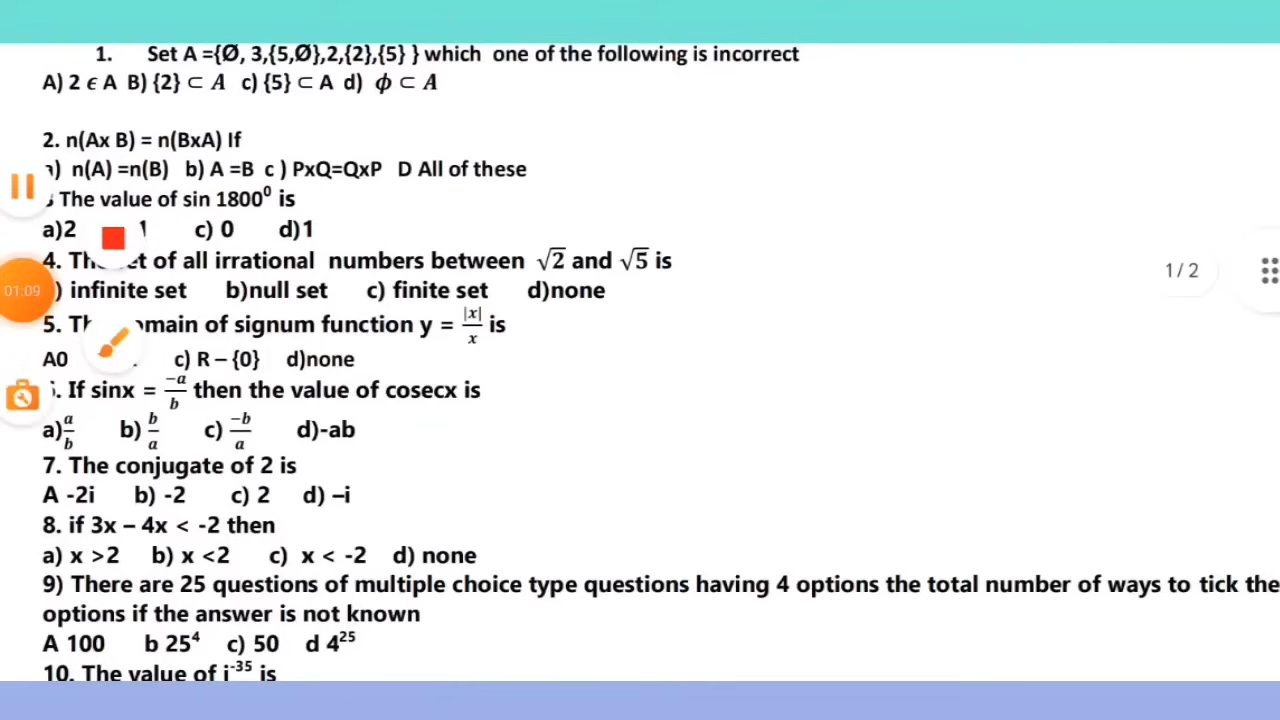 1. Set A ={Ø, 3,{5,Ø},2,{2},{5} } which one of the following is incorrect
A) 2 ϵ A B) {2} ⊂ A c) {5} ⊂ A d) ϕ ⊂ A
2. n(Ax B) = n(BxA) If
) n(A) =n(B) b) A =B c ) PxQ=QxP D All of these
The value of sin 1800⁰ is
a)2 1 c) 0 d)1
4. of all irrational numbers between √2 and √5 is
) infinite set b)null set c) finite set d)none
01:09
1 / 2
5. of signum function y = |x|/x is
A0 c) R – {0} d)none
. If sinx = -a/b then the value of cosecx is
a) a/b b) b/a c) -b/a d)-ab
7. The conjugate of 2 is
A -2i b) -2 c) 2 d) –i
8. if 3x – 4x < -2 then
a) x >2 b) x <2 c) x < -2 d) none
9) There are 25 questions of multiple choice type questions having 4 options the total number of ways to tick the
options if the answer is not known
A 100 b 25⁴ c) 50 d 4²⁵
10. The value of i⁻³⁵ is